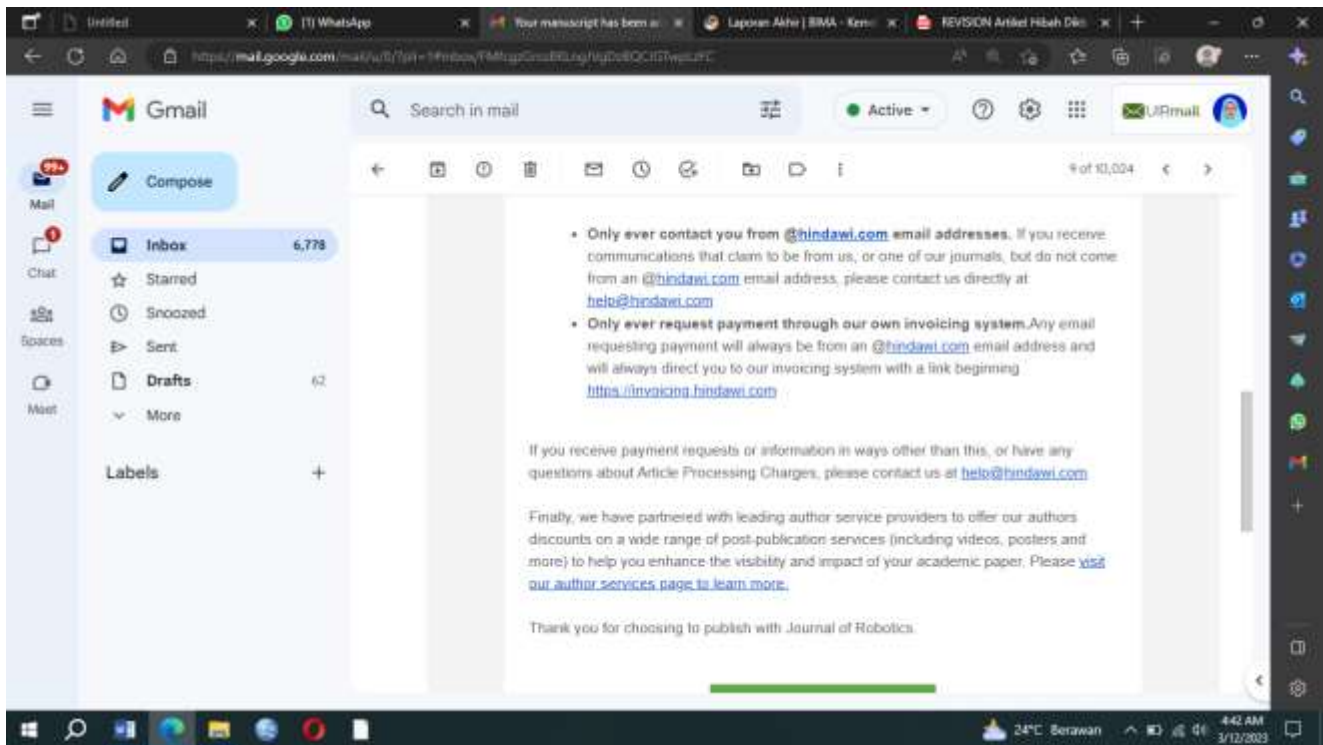 Untitled
(1) WhatsApp
Your manuscript has been a
Laporan Akhir | BIMA - Kem
REVISION Artikel Hibah Dik
https://mail.google.com/mail/u/0/?
Gmail
Search in mail
Active
UIRmail
99+
Mail
Chat
Spaces
Meet
Compose
Inbox 6,778
Starred
Snoozed
Sent
Drafts 62
More
Labels
9 of 10,024
• Only ever contact you from @hindawi.com email addresses. If you receive
communications that claim to be from us, or one of our journals, but do not come
from an @hindawi.com email address, please contact us directly at
help@hindawi.com
• Only ever request payment through our own invoicing system.Any email
requesting payment will always be from an @hindawi.com email address and
will always direct you to our invoicing system with a link beginning
https://invoicing.hindawi.com
If you receive payment requests or information in ways other than this, or have any
questions about Article Processing Charges, please contact us at help@hindawi.com
Finally, we have partnered with leading author service providers to offer our authors
discounts on a wide range of post-publication services (including videos, posters and
more) to help you enhance the visibility and impact of your academic paper. Please visit
our author services page to learn more.
Thank you for choosing to publish with Journal of Robotics.
24°C Berawan
4:42 AM
3/12/2023